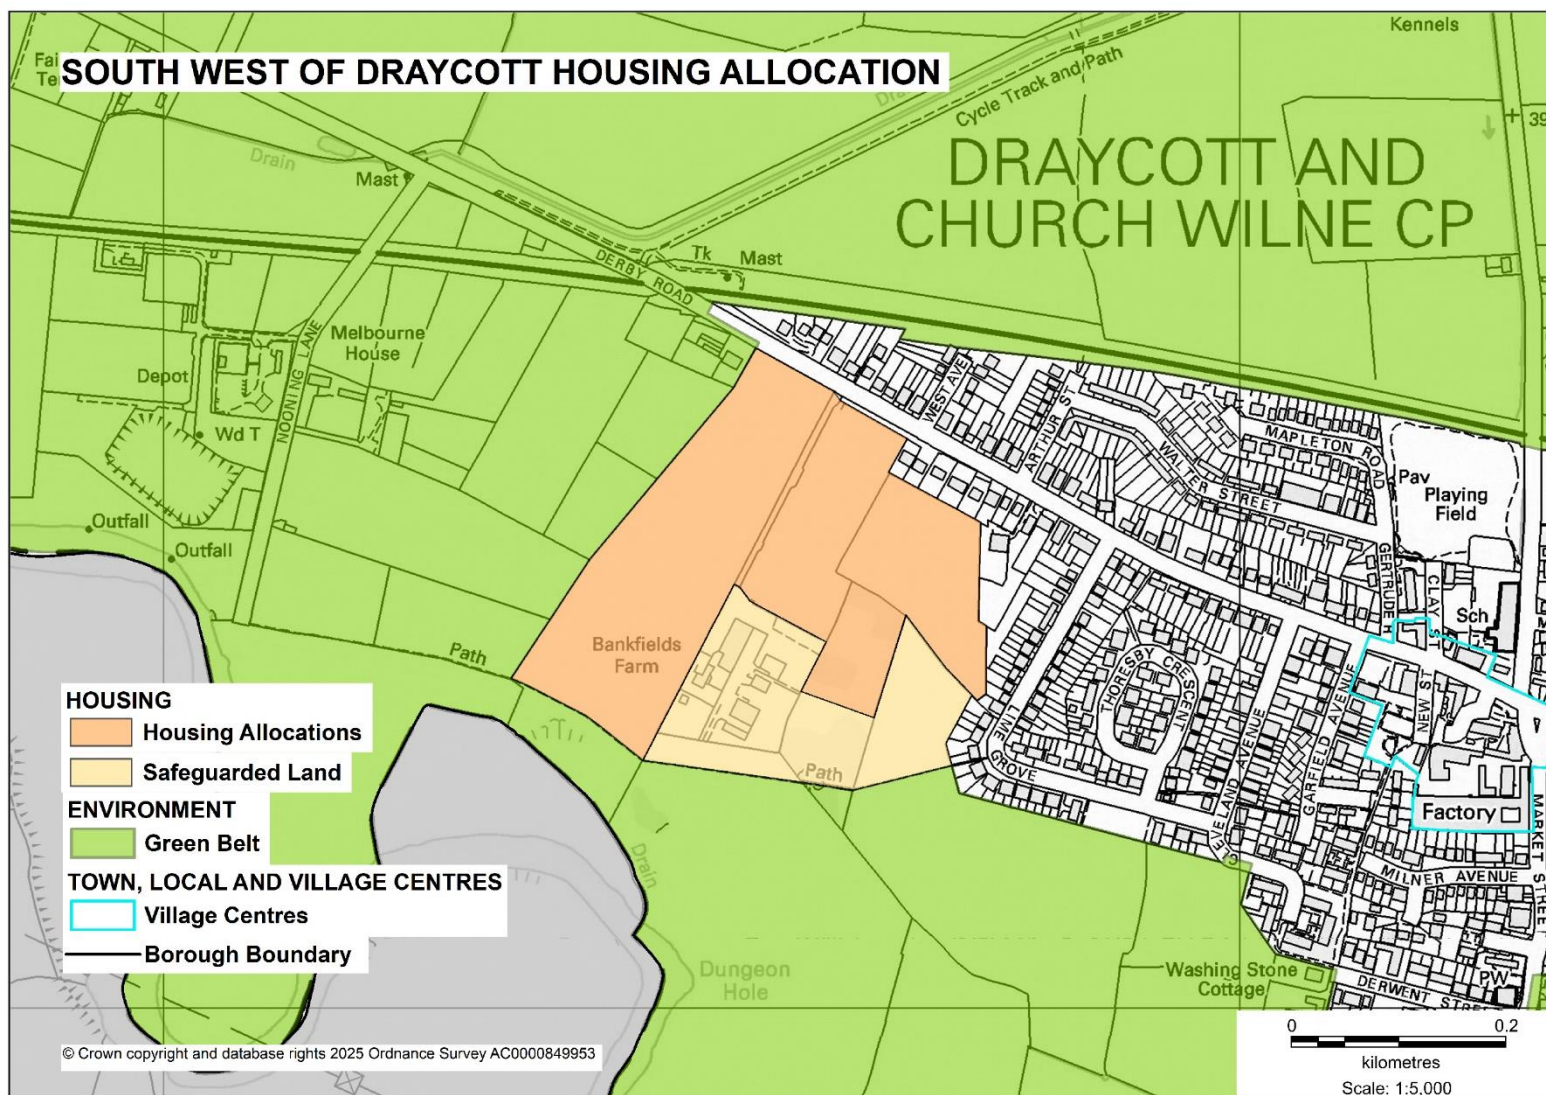 SOUTH WEST OF DRAYCOTT HOUSING ALLOCATION
Kennels
Cycle Track and Path
39
DRAYCOTT AND
CHURCH WILNE CP
Drain
Mast
DERBY ROAD
Tk
Mast
Melbourne
House
NOONING LANE
Depot
Wd T
Outfall
Outfall
WEST AVE
ARTHUR ST
WALTER STREET
MAPLETON ROAD
Pav
Playing
Field
GERTRUDE
CLAY ST
Sch
Path
Bankfields
Farm
THORESBY CRESCENT
LIME GROVE
CLEVELAND AVENUE
GARFIELD AVENUE
NEW ST
Path
Factory
MARKET STREET
MILNER AVENUE
Drain
Dungeon
Hole
Washing Stone
Cottage
PW
DERWENT STREET
HOUSING
Housing Allocations
Safeguarded Land
ENVIRONMENT
Green Belt
TOWN, LOCAL AND VILLAGE CENTRES
Village Centres
Borough Boundary
© Crown copyright and database rights 2025 Ordnance Survey AC0000849953
0 0.2
kilometres
Scale: 1:5,000